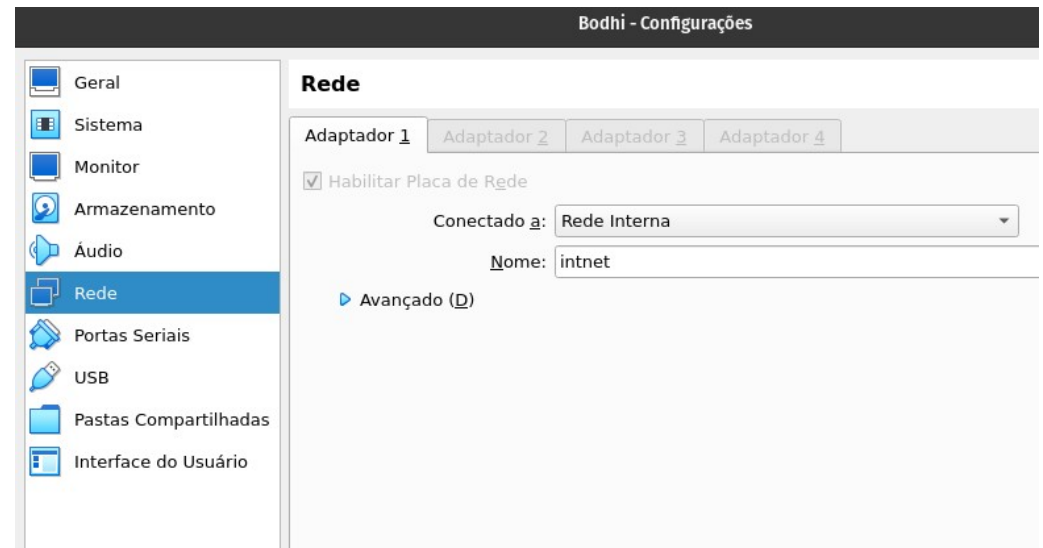 Bodhi - Configurações
Geral
Sistema
Monitor
Armazenamento
Áudio
Rede
Portas Seriais
USB
Pastas Compartilhadas
Interface do Usuário
Rede
Adaptador 1 Adaptador 2 Adaptador 3 Adaptador 4
Habilitar Placa de Rede
Conectado a: Rede Interna
Nome: intnet
Avançado (D)